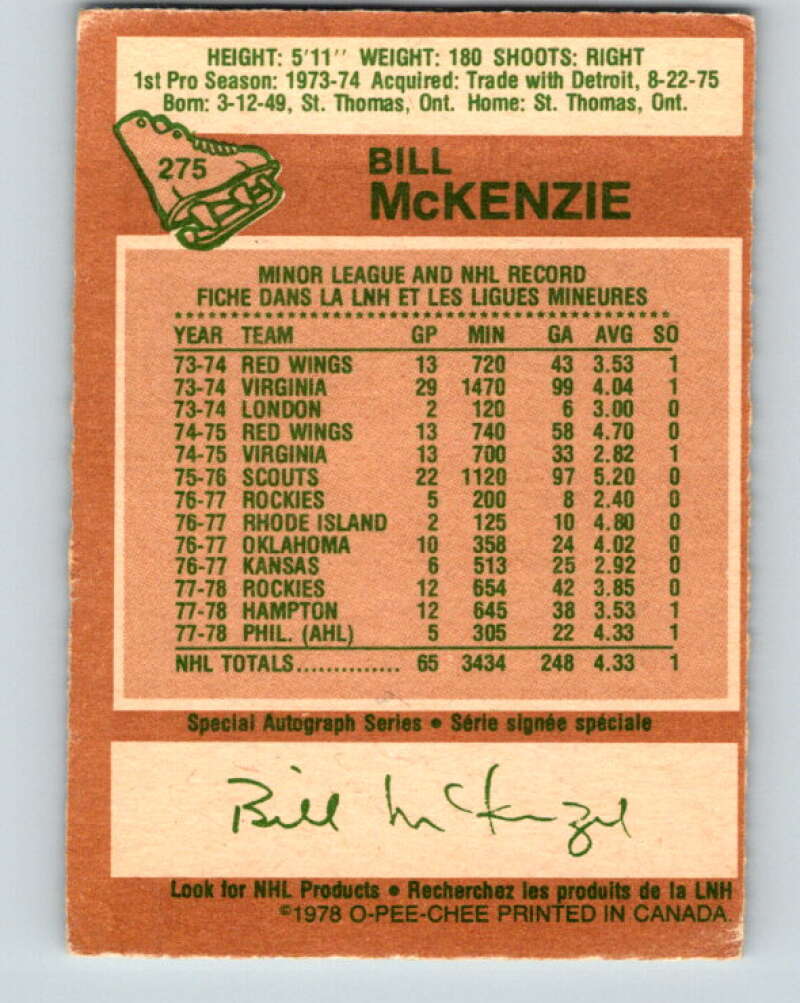 HEIGHT: 5'11'' WEIGHT: 180 SHOOTS: RIGHT
1st Pro Season: 1973-74 Acquired: Trade with Detroit, 8-22-75
Born: 3-12-49, St. Thomas, Ont. Home: St. Thomas, Ont.
275
BILL
McKENZIE
MINOR LEAGUE AND NHL RECORD
FICHE DANS LA LNH ET LES LIGUES MINEURES
YEAR TEAM GP MIN GA AVG SO
73-74 RED WINGS 13 720 43 3.53 1
73-74 VIRGINIA 29 1470 99 4.04 1
73-74 LONDON 2 120 6 3.00 0
74-75 RED WINGS 13 740 58 4.70 0
74-75 VIRGINIA 13 700 33 2.82 1
75-76 SCOUTS 22 1120 97 5.20 0
76-77 ROCKIES 5 200 8 2.40 0
76-77 RHODE ISLAND 2 125 10 4.80 0
76-77 OKLAHOMA 10 358 24 4.02 0
76-77 KANSAS 6 513 25 2.92 0
77-78 ROCKIES 12 654 42 3.85 0
77-78 HAMPTON 12 645 38 3.53 1
77-78 PHIL. (AHL) 5 305 22 4.33 1
NHL TOTALS............... 65 3434 248 4.33 1
Special Autograph Series • Série signée spéciale
Bill McKenzie
Look for NHL Products • Recherchez les produits de la LNH
©1978 O-PEE-CHEE PRINTED IN CANADA.